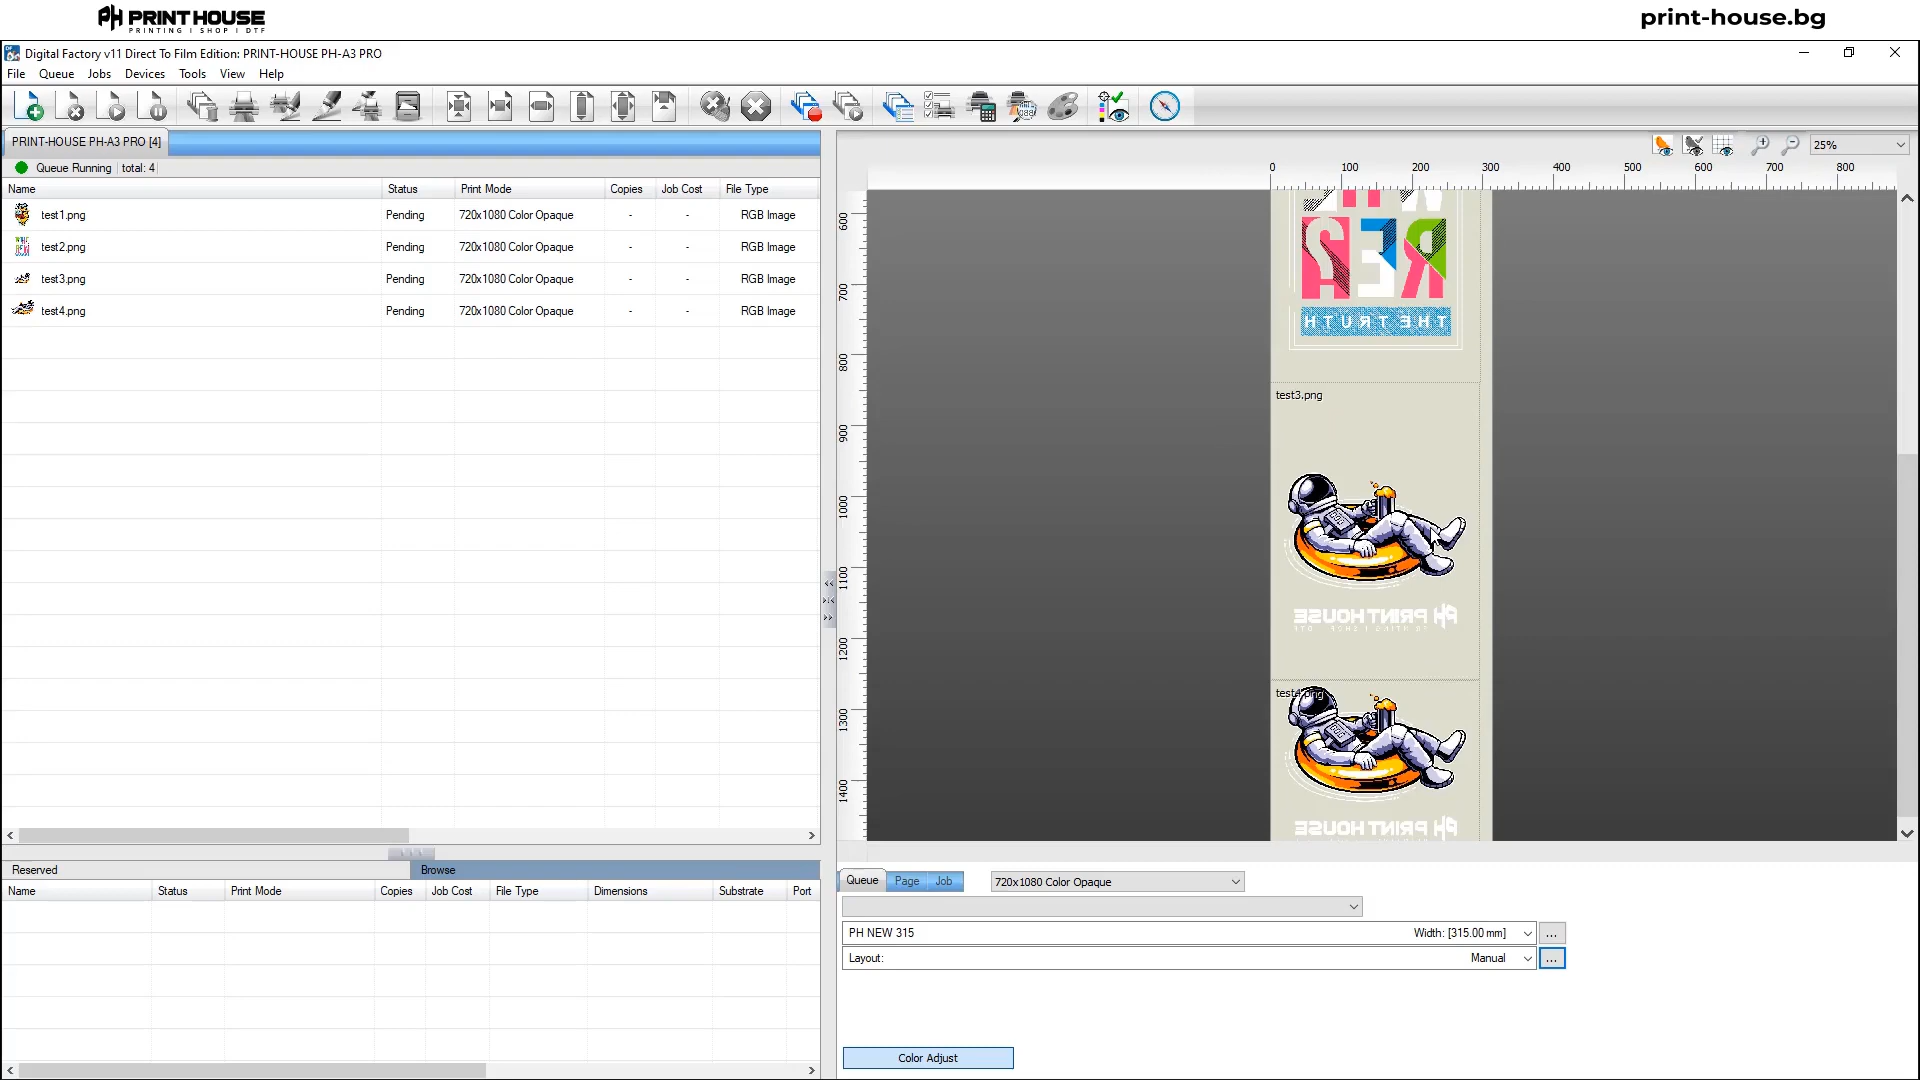 PH PRINT HOUSE
PRINTING | SHOP | DTF
print-house.bg
Digital Factory v11 Direct To Film Edition: PRINT-HOUSE PH-A3 PRO
File Queue Jobs Devices Tools View Help
PRINT-HOUSE PH-A3 PRO [4]
25%
Queue Running total: 4
0 100 200 300 400 500 600 700 800
Name Status Print Mode Copies Job Cost File Type
test1.png Pending 720x1080 Color Opaque - - RGB Image
test2.png Pending 720x1080 Color Opaque - - RGB Image
test3.png Pending 720x1080 Color Opaque - - RGB Image
test4.png Pending 720x1080 Color Opaque - - RGB Image
600
700
800
900
1000
1100
1200
1300
1400
THE TRUTH
test3.png
PH PRINT HOUSE
test4.png
PH PRINT HOUSE
Reserved Browse
Name Status Print Mode Copies Job Cost File Type Dimensions Substrate Port
Queue Page Job 720x1080 Color Opaque
PH NEW 315 Width: [315.00 mm] ...
Layout: Manual ...
Color Adjust